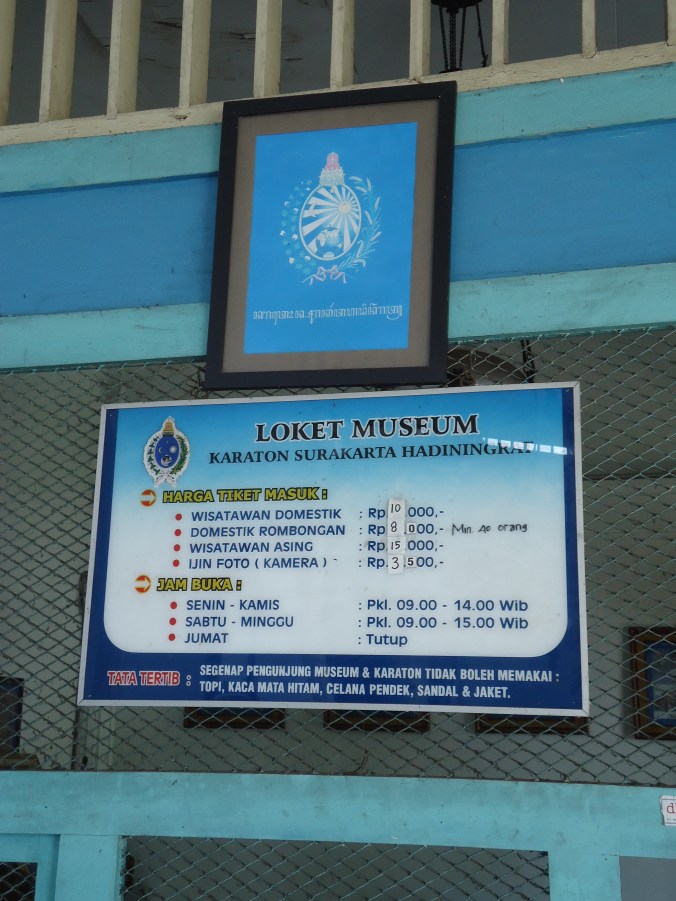 LOKET MUSEUM
KARATON SURAKARTA HADININGRAT
HARGA TIKET MASUK :
WISATAWAN DOMESTIK : Rp 10.000,-
DOMESTIK ROMBONGAN : Rp 8.000,- Min. 40 orang
WISATAWAN ASING : Rp 15.000,-
IJIN FOTO ( KAMERA ) : Rp. 3.500,-
JAM BUKA :
SENIN - KAMIS : Pkl. 09.00 - 14.00 Wib
SABTU - MINGGU : Pkl. 09.00 - 15.00 Wib
JUMAT : Tutup
TATA TERTIB : SEGENAP PENGUNJUNG MUSEUM & KARATON TIDAK BOLEH MEMAKAI :
TOPI, KACA MATA HITAM, CELANA PENDEK, SANDAL & JAKET.